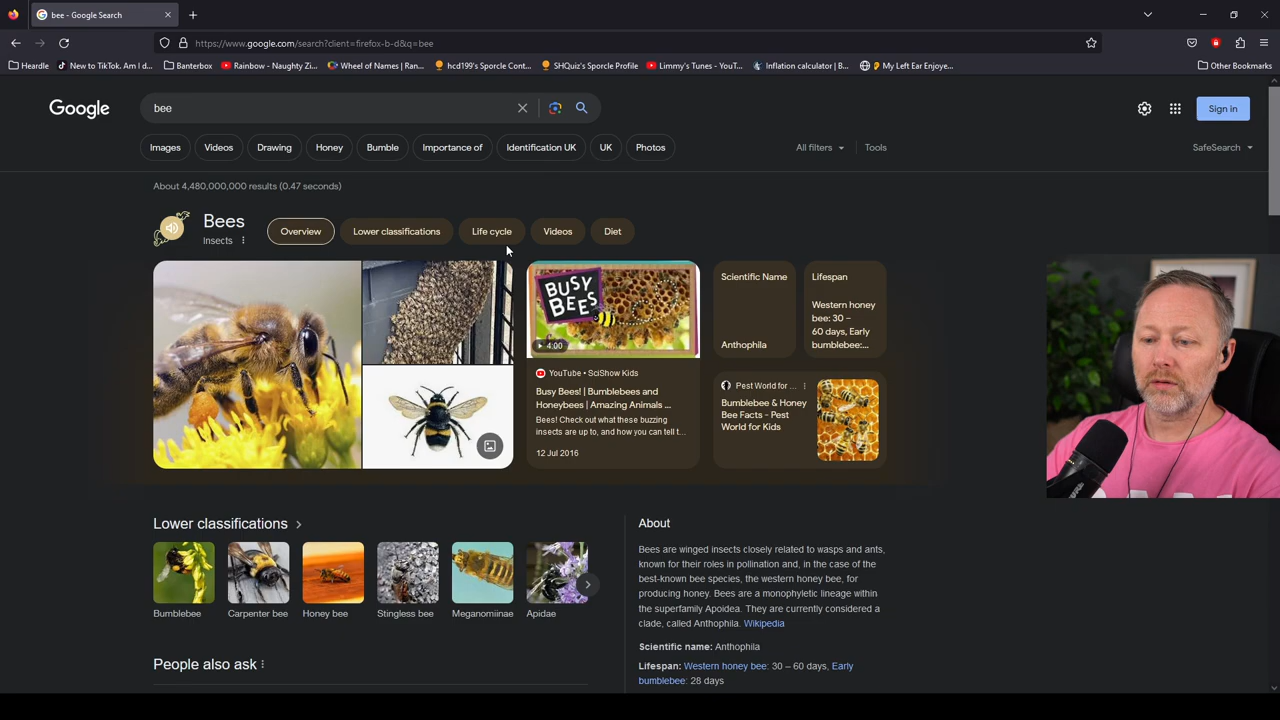 bee - Google Search
https://www.google.com/search?client=firefox-b-d&q=bee
Heardle
New to TikTok. Am I d...
Banterbox
Rainbow - Naughty Zi...
Wheel of Names | Ran...
hcd199's Sporcle Cont...
SHQuiz's Sporcle Profile
Limmy's Tunes - YouT...
Inflation calculator | B...
My Left Ear Enjoye...
Other Bookmarks
Google
bee
Sign in
Images
Videos
Drawing
Honey
Bumble
Importance of
Identification UK
UK
Photos
All filters
Tools
SafeSearch
About 4,480,000,000 results (0.47 seconds)
Bees
Insects
Overview
Lower classifications
Life cycle
Videos
Diet
BUSY
BEES
4:00
YouTube • SciShow Kids
Busy Bees! | Bumblebees and
Honeybees | Amazing Animals ...
Bees! Check out what these buzzing
insects are up to, and how you can tell t...
12 Jul 2016
Scientific Name
Anthophila
Lifespan
Western honey
bee: 30 –
60 days, Early
bumblebee:...
Pest World for ...
Bumblebee & Honey
Bee Facts - Pest
World for Kids
Lower classifications
Bumblebee
Carpenter bee
Honey bee
Stingless bee
Meganomiinae
Apidae
People also ask
About
Bees are winged insects closely related to wasps and ants,
known for their roles in pollination and, in the case of the
best-known bee species, the western honey bee, for
producing honey. Bees are a monophyletic lineage within
the superfamily Apoidea. They are currently considered a
clade, called Anthophila. Wikipedia
Scientific name: Anthophila
Lifespan: Western honey bee: 30 – 60 days, Early
bumblebee: 28 days